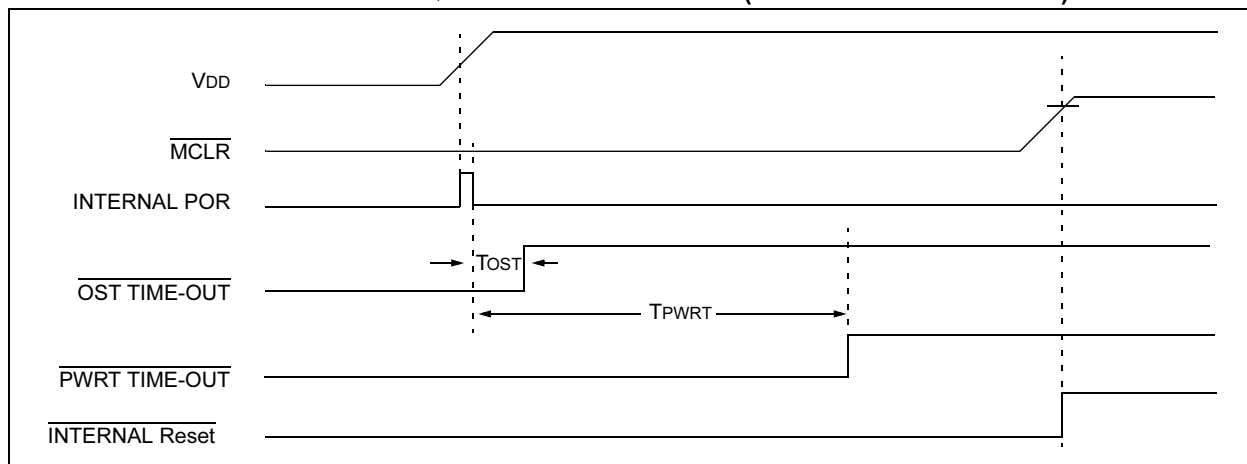 VDD
MCLR
INTERNAL POR
TOST
OST TIME-OUT
TPWRT
PWRT TIME-OUT
INTERNAL Reset